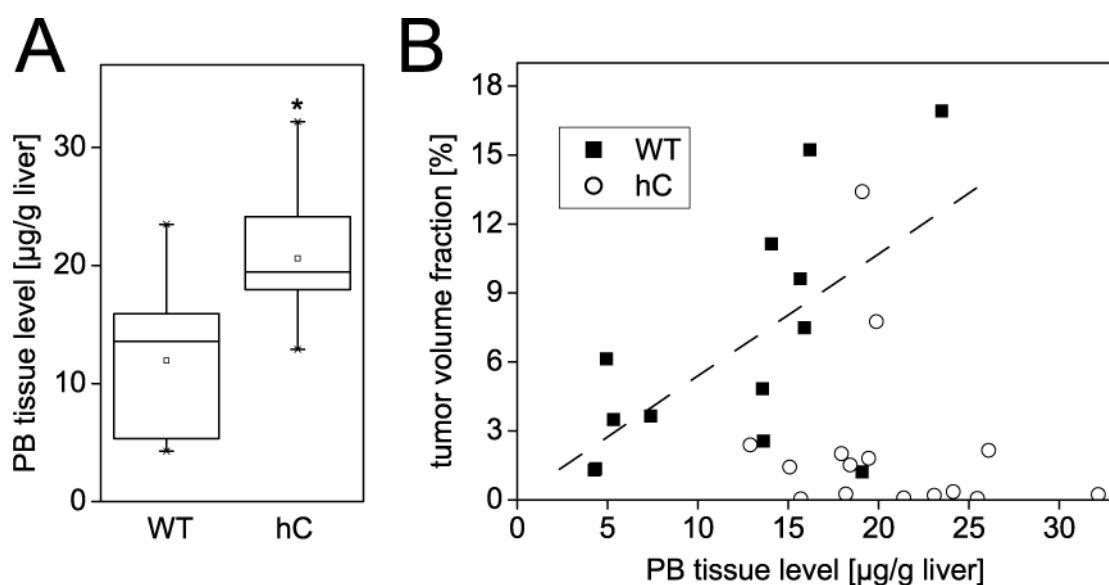 A
PB tissue level [µg/g liver]
30
20
10
0
*
WT
hC
B
tumor volume fraction [%]
18
15
12
9
6
3
0
WT
hC
0
5
10
15
20
25
30
PB tissue level [µg/g liver]